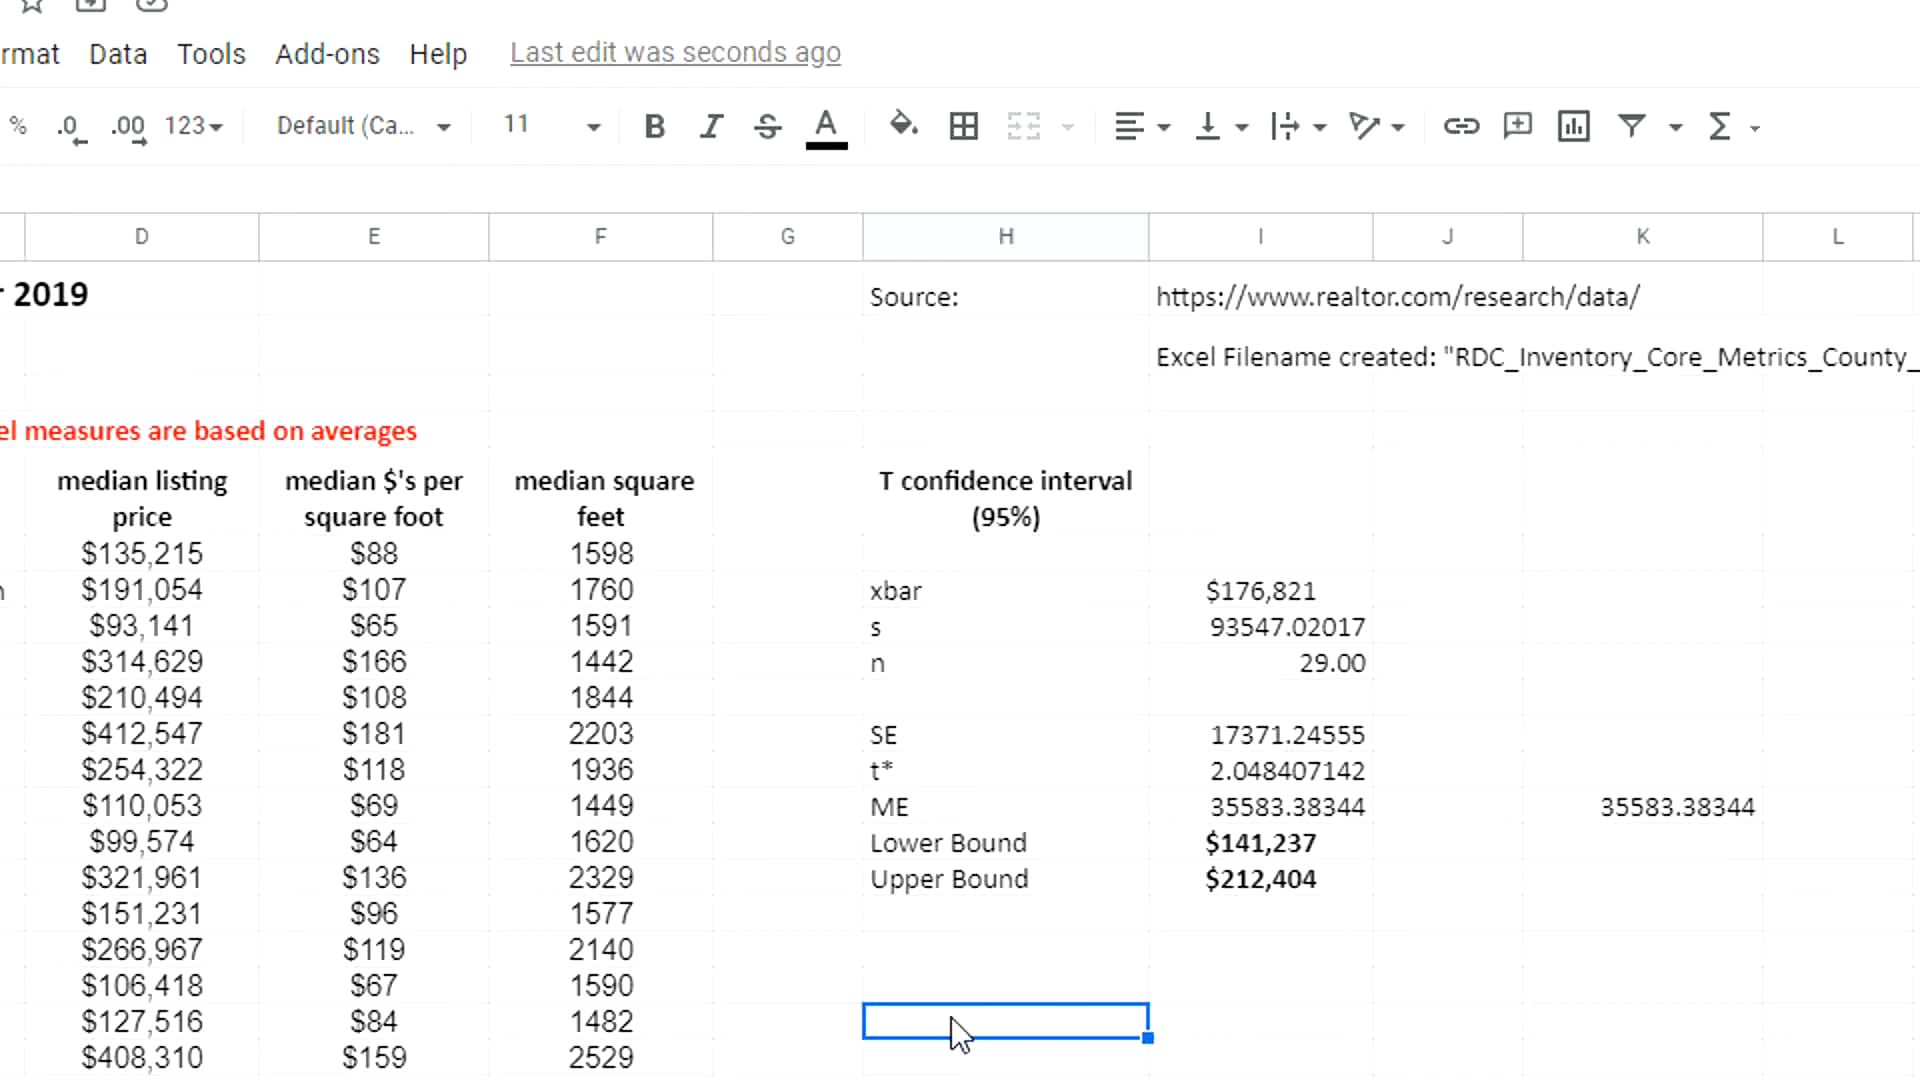 rmat Data Tools Add-ons Help Last edit was seconds ago
% .0 .00 123 Default (Ca... 11 B I S A
D E F G H I J K L
r 2019 Source: https://www.realtor.com/research/data/
Excel Filename created: "RDC_Inventory_Core_Metrics_County_
el measures are based on averages
median listing price median $'s per square foot median square feet T confidence interval (95%)
$135,215 $88 1598
n $191,054 $107 1760 xbar $176,821
$93,141 $65 1591 s 93547.02017
$314,629 $166 1442 n 29.00
$210,494 $108 1844
$412,547 $181 2203 SE 17371.24555
$254,322 $118 1936 t* 2.048407142
$110,053 $69 1449 ME 35583.38344 35583.38344
$99,574 $64 1620 Lower Bound $141,237
$321,961 $136 2329 Upper Bound $212,404
$151,231 $96 1577
$266,967 $119 2140
$106,418 $67 1590
$127,516 $84 1482
$408,310 $159 2529